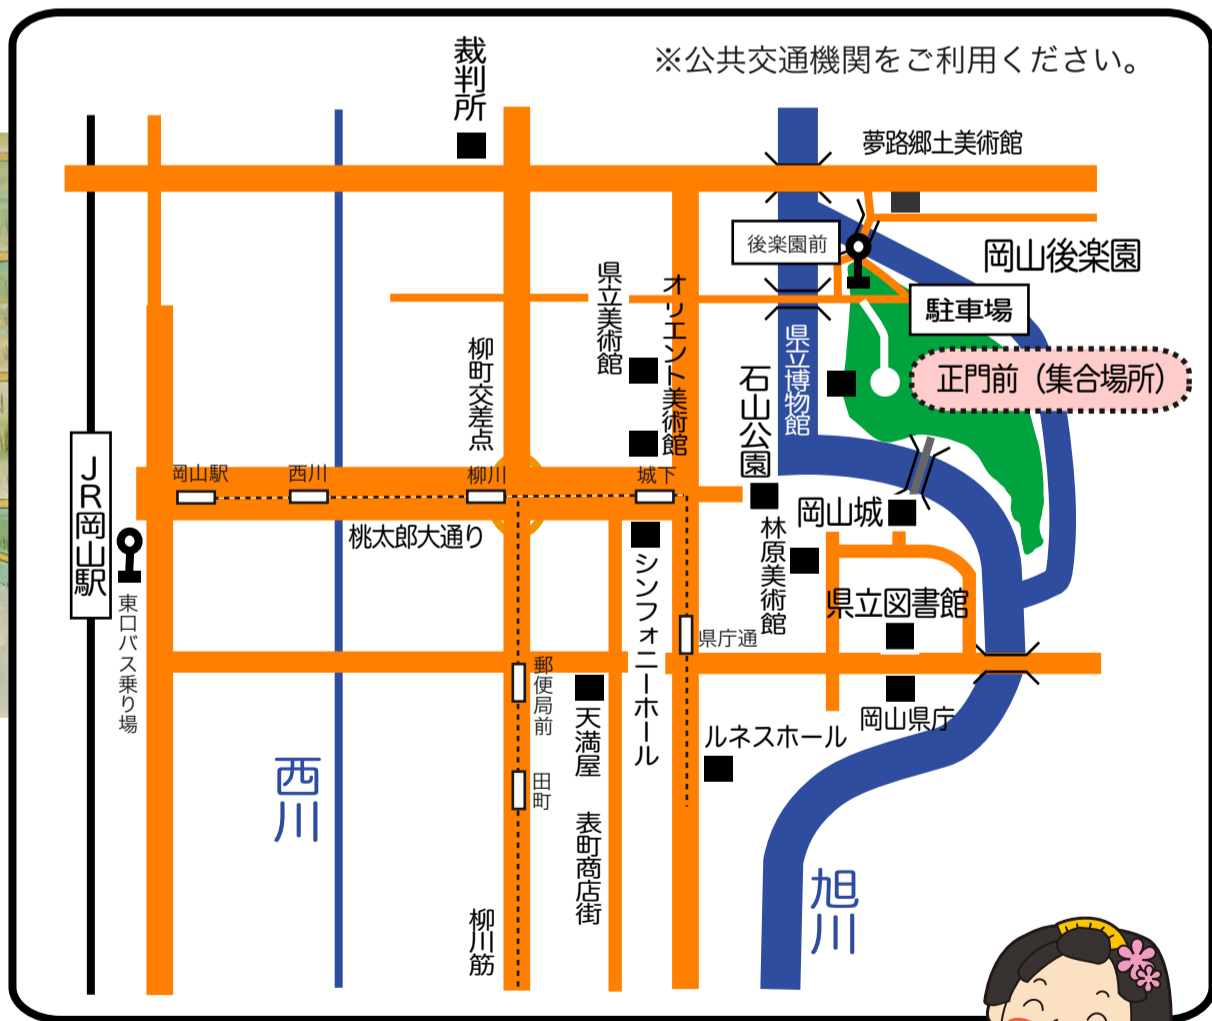 ※公共交通機関をご利用ください。
裁判所
夢路郷土美術館
後楽園前
岡山後楽園
駐車場
県立美術館
オリエント美術館
柳町交差点
県立博物館
石山公園
正門前（集合場所）
JR岡山駅
岡山駅
西川
柳川
城下
桃太郎大通り
岡山城
林原美術館
シンフォニーホール
東口バス乗り場
県立図書館
県庁通
郵便局前
天満屋
岡山県庁
ルネスホール
西川
田町
表町商店街
旭川
柳川筋